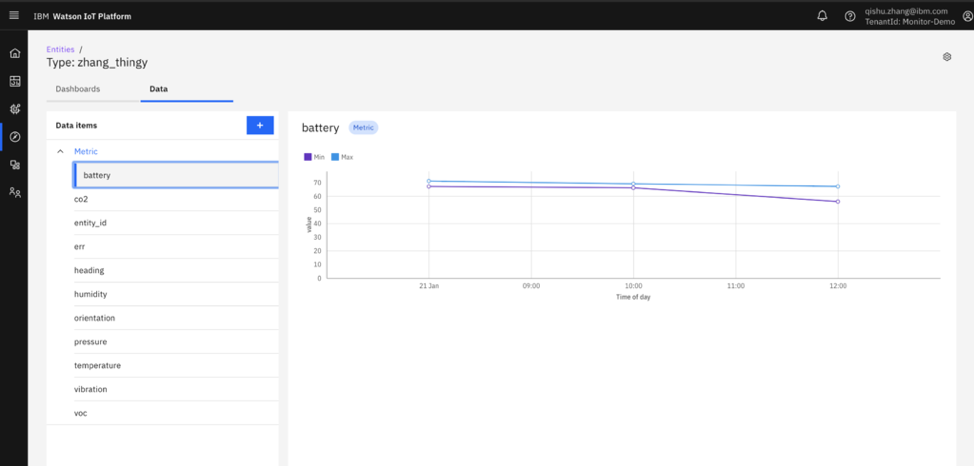 IBM Watson IoT Platform
qishu.zhang@ibm.com
TenantId: Monitor-Demo
Entities /
Type: zhang_thingy
Dashboards
Data
Data items
+
Metric
battery
co2
entity_id
err
heading
humidity
orientation
pressure
temperature
vibration
voc
battery Metric
Min Max
value
70
60
50
40
30
20
10
0
21 Jan 09:00 10:00 11:00 12:00
Time of day